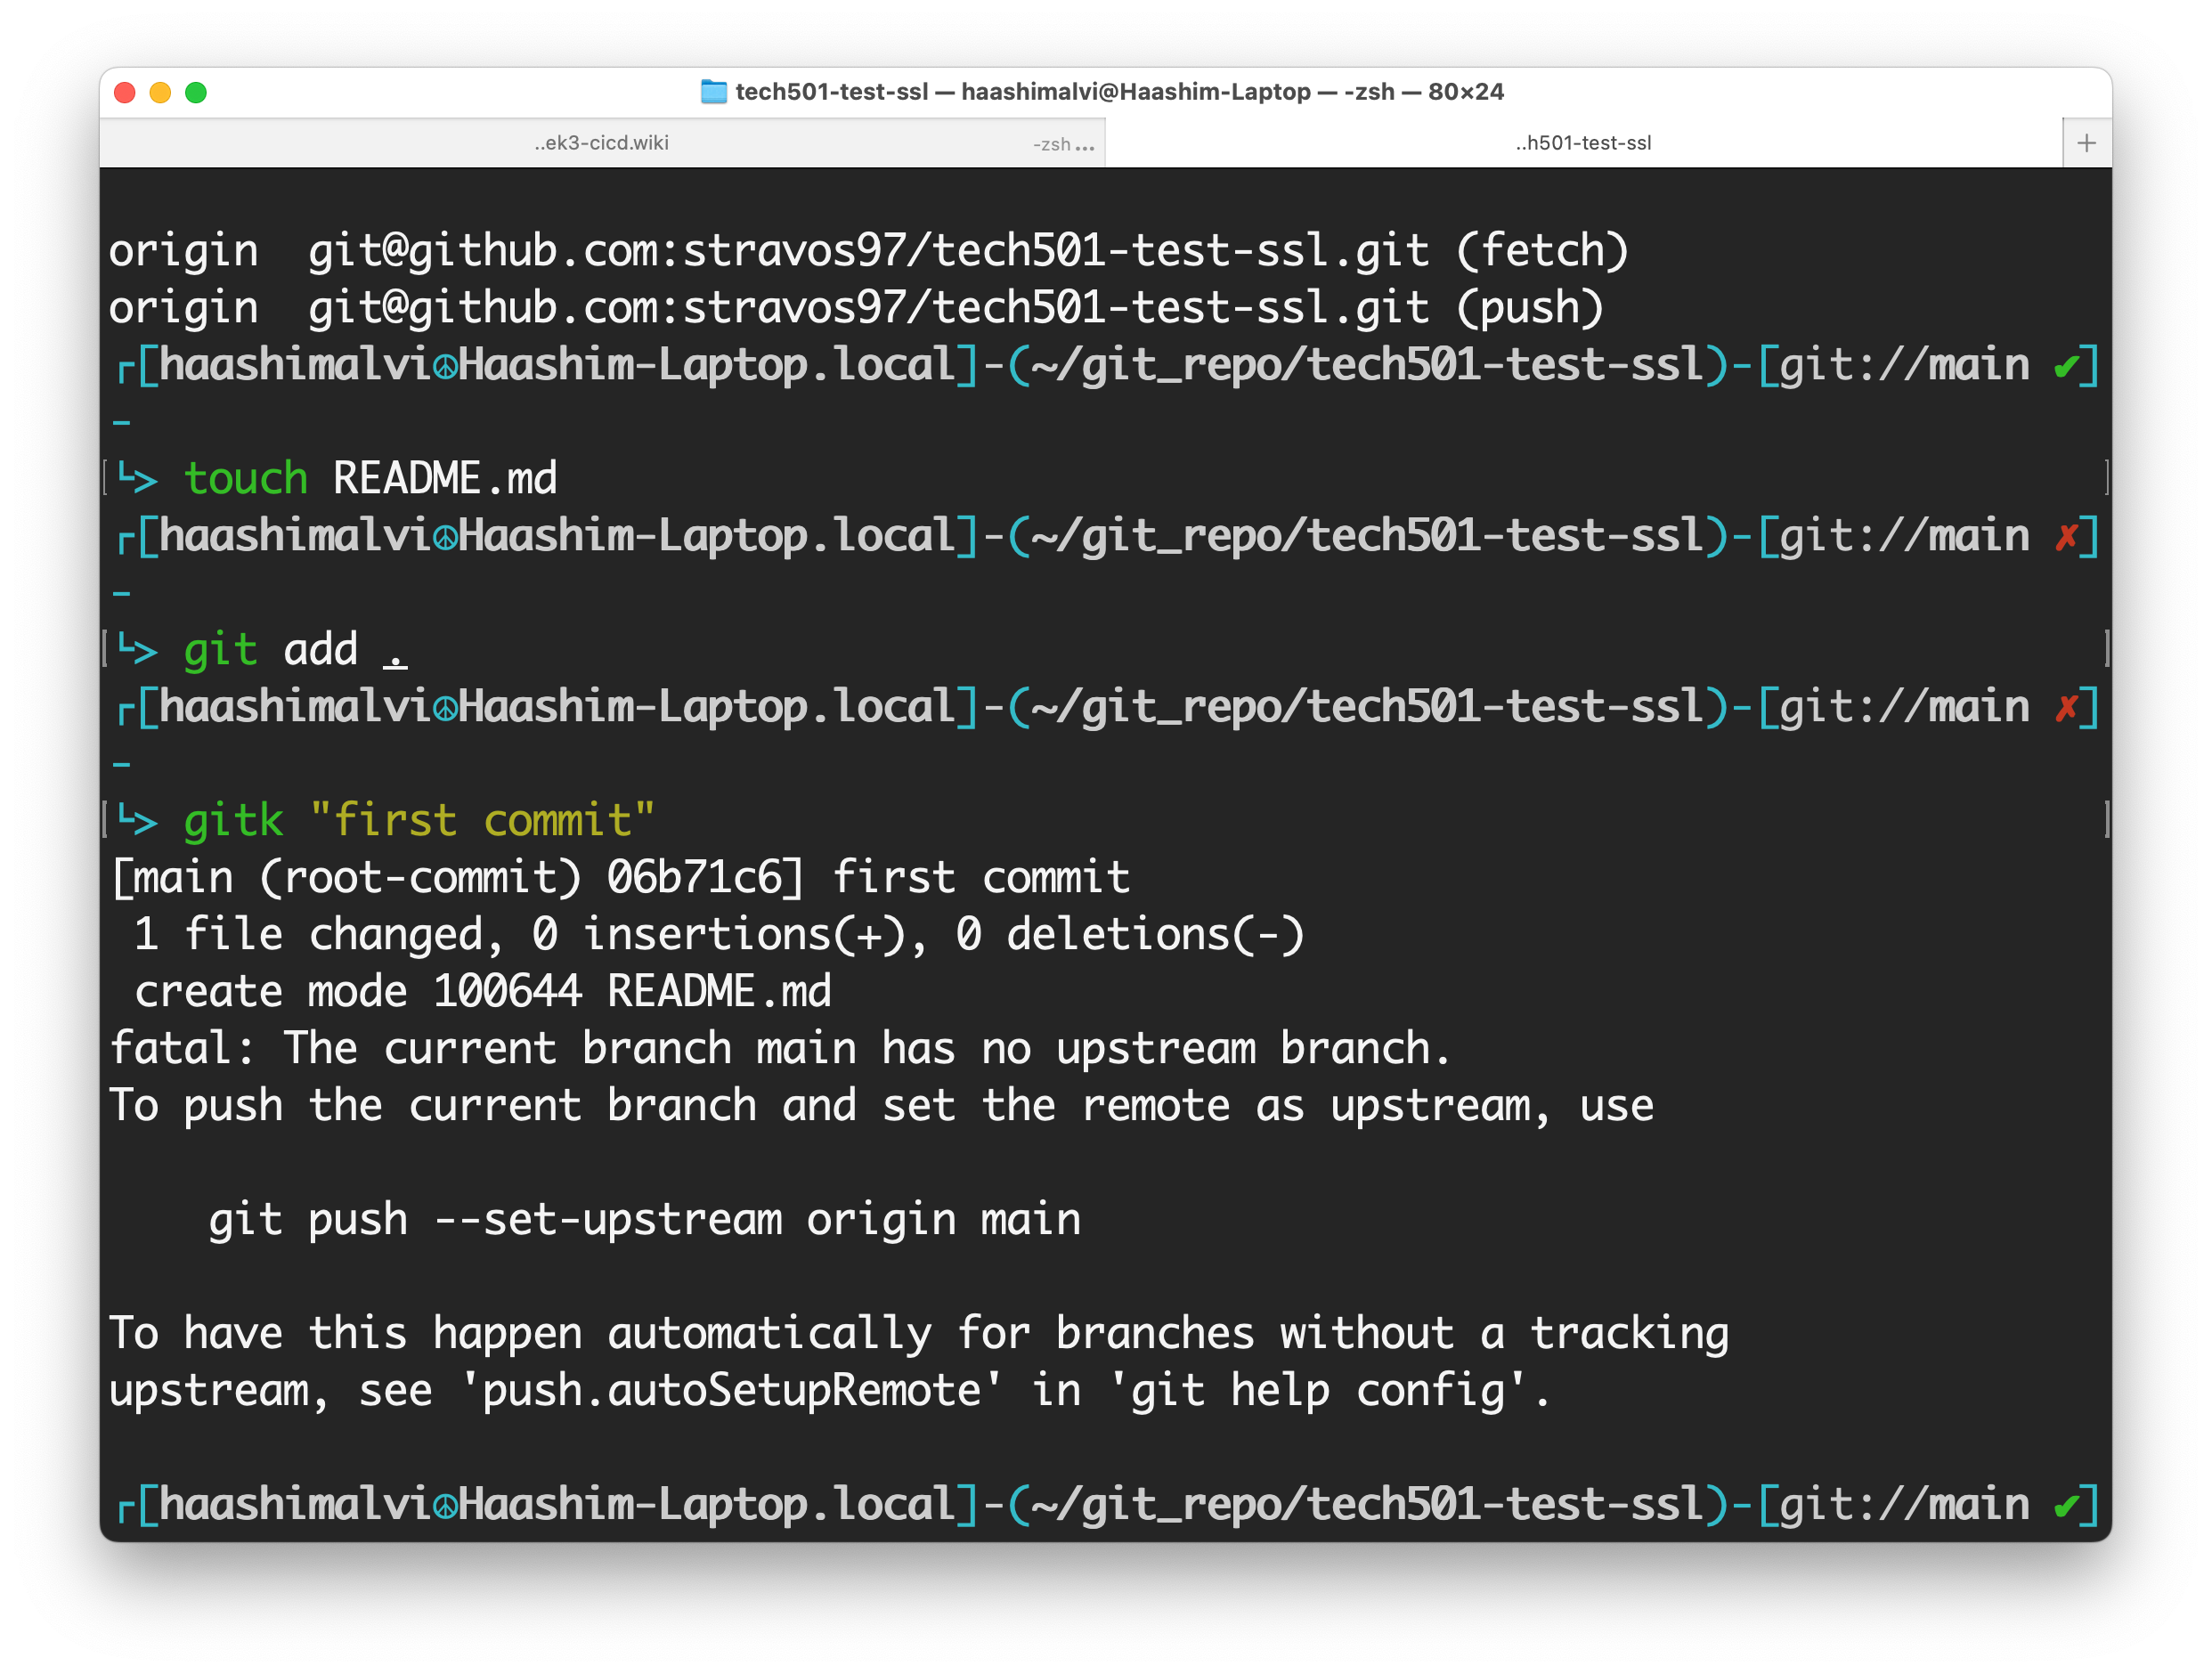 tech501-test-ssl — haashimalvi@Haashim-Laptop — -zsh — 80×24
..ek3-cicd.wiki -zsh ... ..h501-test-ssl +
origin  git@github.com:stravos97/tech501-test-ssl.git (fetch)
origin  git@github.com:stravos97/tech501-test-ssl.git (push)
┌[haashimalvi☮Haashim-Laptop.local]-(~/git_repo/tech501-test-ssl)-[git://main ✔]
-
└> touch README.md
┌[haashimalvi☮Haashim-Laptop.local]-(~/git_repo/tech501-test-ssl)-[git://main ✗]
-
└> git add .
┌[haashimalvi☮Haashim-Laptop.local]-(~/git_repo/tech501-test-ssl)-[git://main ✗]
-
└> gitk "first commit"
[main (root-commit) 06b71c6] first commit
 1 file changed, 0 insertions(+), 0 deletions(-)
 create mode 100644 README.md
fatal: The current branch main has no upstream branch.
To push the current branch and set the remote as upstream, use
    git push --set-upstream origin main
To have this happen automatically for branches without a tracking
upstream, see 'push.autoSetupRemote' in 'git help config'.
┌[haashimalvi☮Haashim-Laptop.local]-(~/git_repo/tech501-test-ssl)-[git://main ✔]